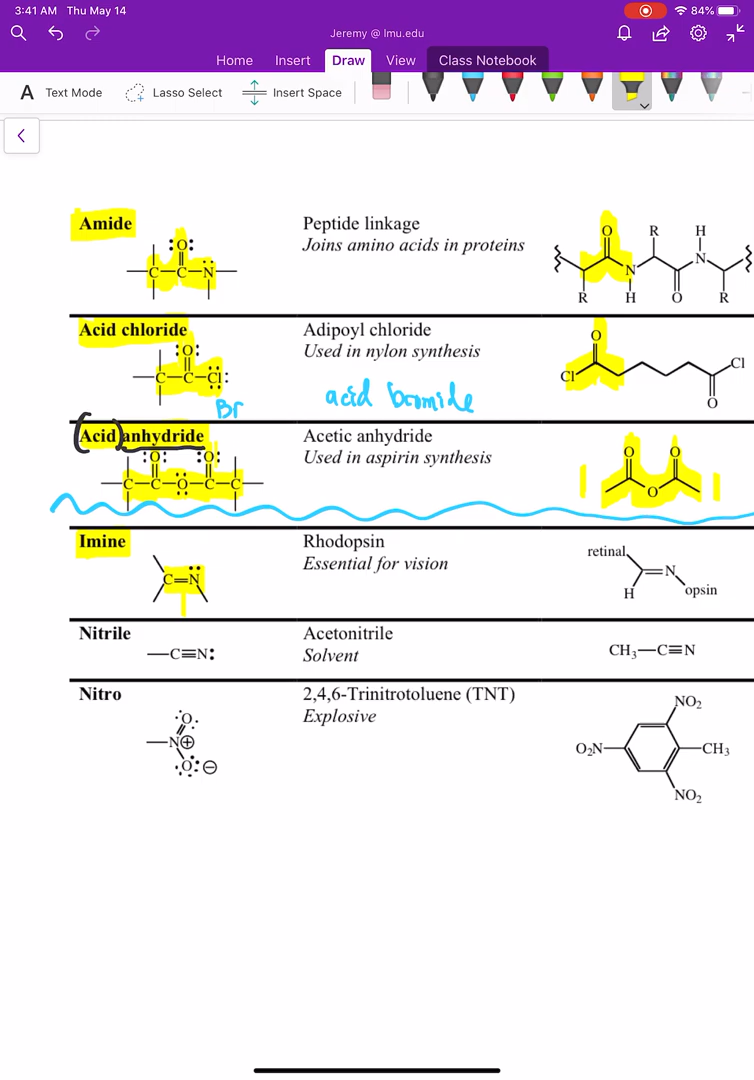 3:41 AM Thu May 14
84%
Jeremy @ lmu.edu
Home Insert Draw View Class Notebook
A Text Mode Lasso Select Insert Space
Amide
Peptide linkage
Joins amino acids in proteins
:O:
C C N
O R H
N N
R H O R
Acid chloride
Adipoyl chloride
Used in nylon synthesis
:O:
C C Cl:
Br
acid bromide
O
Cl Cl
O
(Acid) anhydride
Acetic anhydride
Used in aspirin synthesis
:O: :O:
C C O C C
O O
O
Imine
Rhodopsin
Essential for vision
C=N
retinal
N
H opsin
Nitrile
Acetonitrile
Solvent
—C≡N:
CH₃—C≡N
Nitro
2,4,6-Trinitrotoluene (TNT)
Explosive
O
—N⊕
O ⊖
NO₂
O₂N CH₃
NO₂